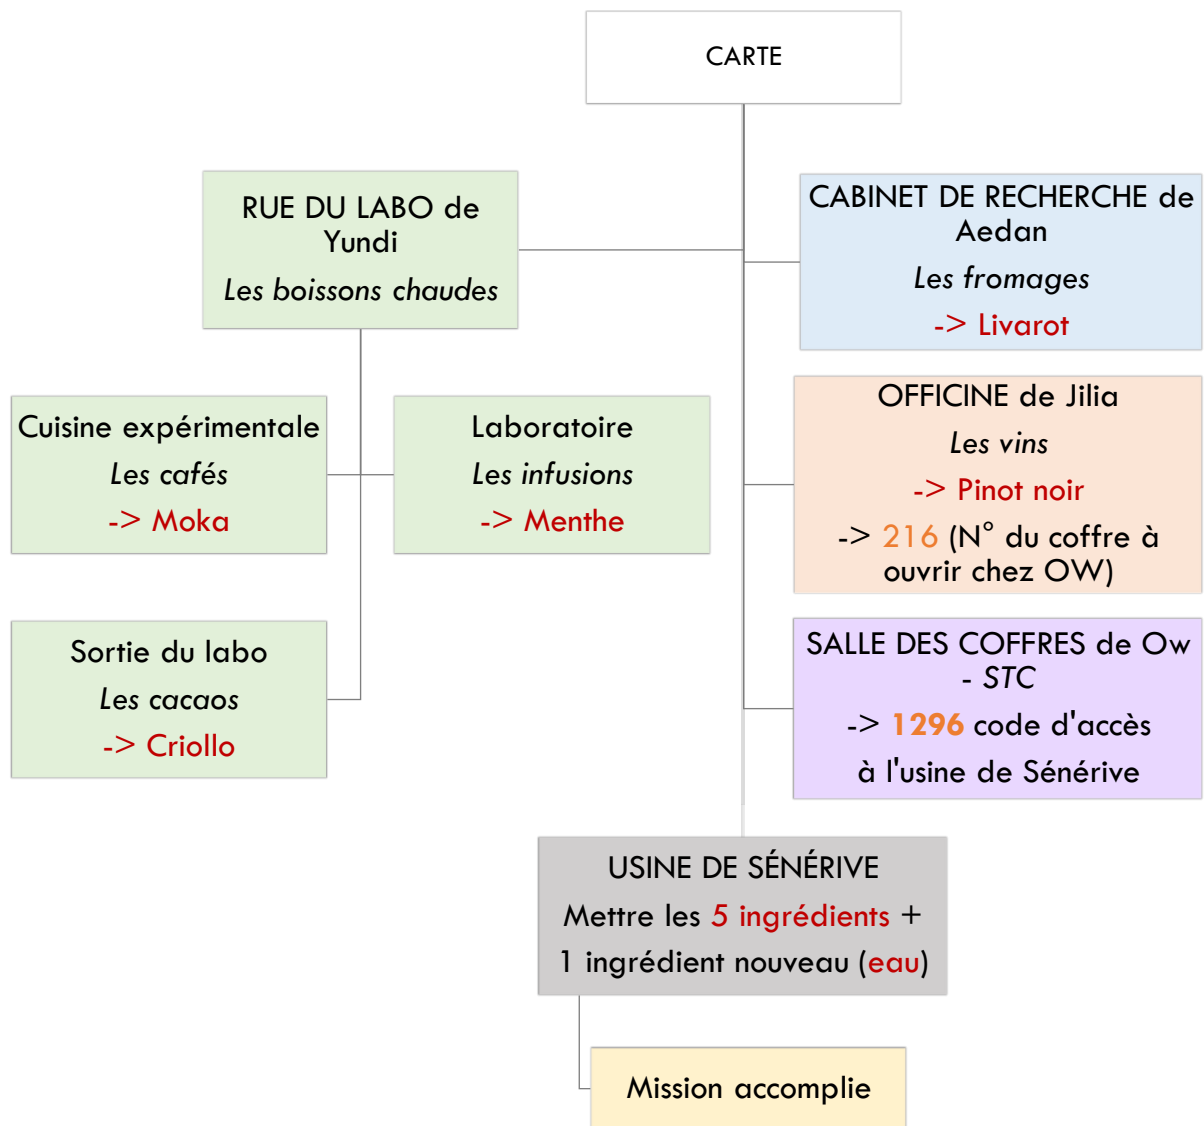 CARTE
RUE DU LABO de
Yundi
Les boissons chaudes
CABINET DE RECHERCHE de
Aedan
Les fromages
-> Livarot
Cuisine expérimentale
Les cafés
-> Moka
Laboratoire
Les infusions
-> Menthe
OFFICINE de Jilia
Les vins
-> Pinot noir
-> 216 (N° du coffre à
ouvrir chez OW)
Sortie du labo
Les cacaos
-> Criollo
SALLE DES COFFRES de Ow
- STC
-> 1296 code d'accès
à l'usine de Sénérive
USINE DE SÉNÉRIVE
Mettre les 5 ingrédients +
1 ingrédient nouveau (eau)
Mission accomplie